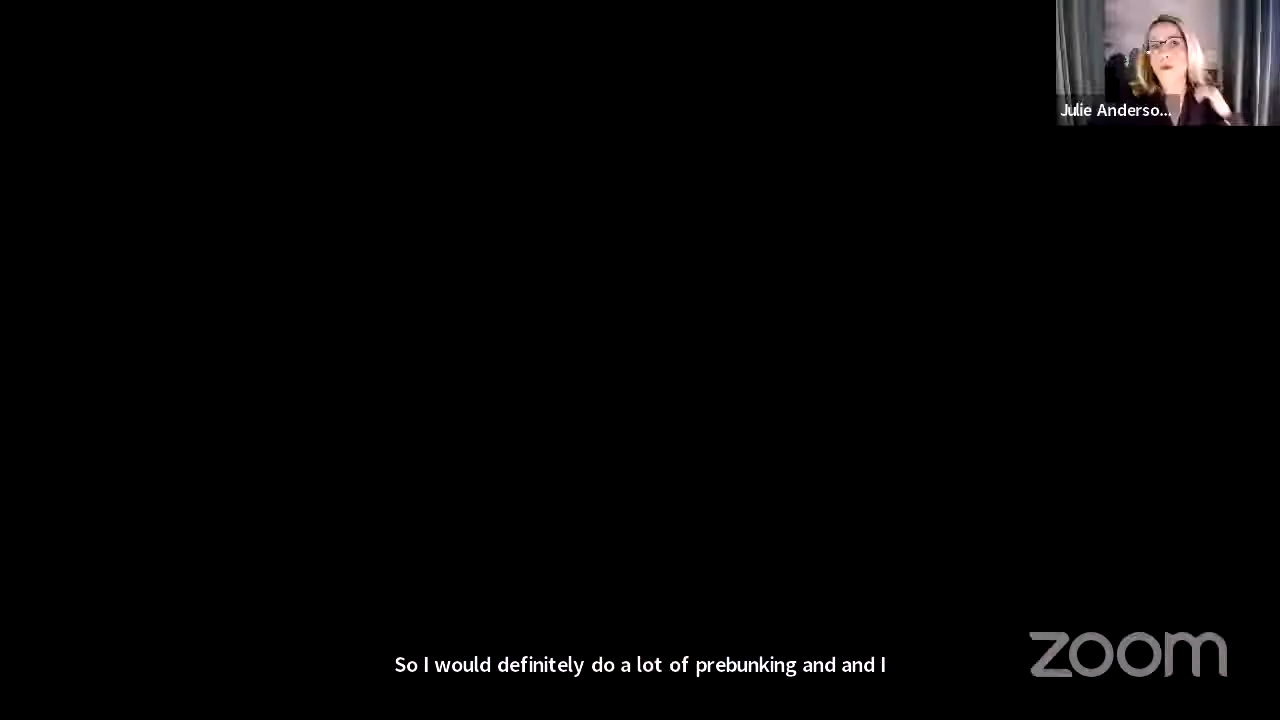 Julie Anderso...
So I would definitely do a lot of prebunking and and I
zoom